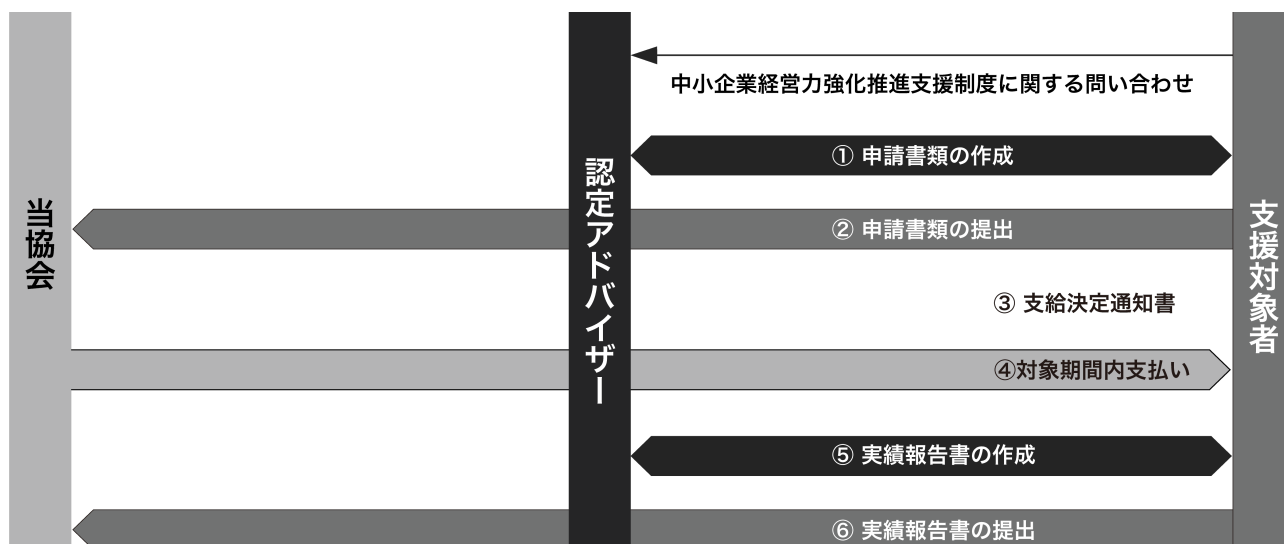 中小企業経営力強化推進支援制度に関する問い合わせ
① 申請書類の作成
認定アドバイザー
当協会
支援対象者
② 申請書類の提出
③ 支給決定通知書
④対象期間内支払い
⑤ 実績報告書の作成
⑥ 実績報告書の提出